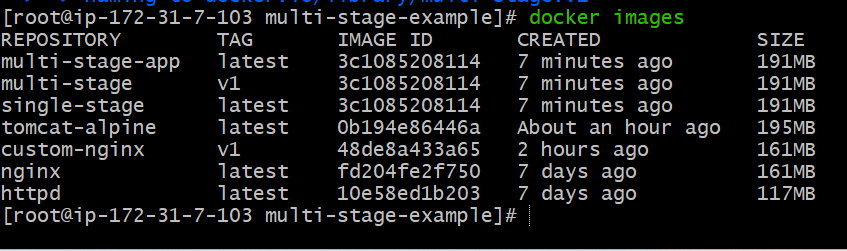 [root@ip-172-31-7-103 multi-stage-example]# docker images
REPOSITORY TAG IMAGE ID CREATED SIZE
multi-stage-app latest 3c1085208114 7 minutes ago 191MB
multi-stage v1 3c1085208114 7 minutes ago 191MB
single-stage latest 3c1085208114 7 minutes ago 191MB
tomcat-alpine latest 0b194e86446a About an hour ago 195MB
custom-nginx v1 48de8a433a65 2 hours ago 161MB
nginx latest fd204fe2f750 7 days ago 161MB
httpd latest 10e58ed1b203 7 days ago 117MB
[root@ip-172-31-7-103 multi-stage-example]#